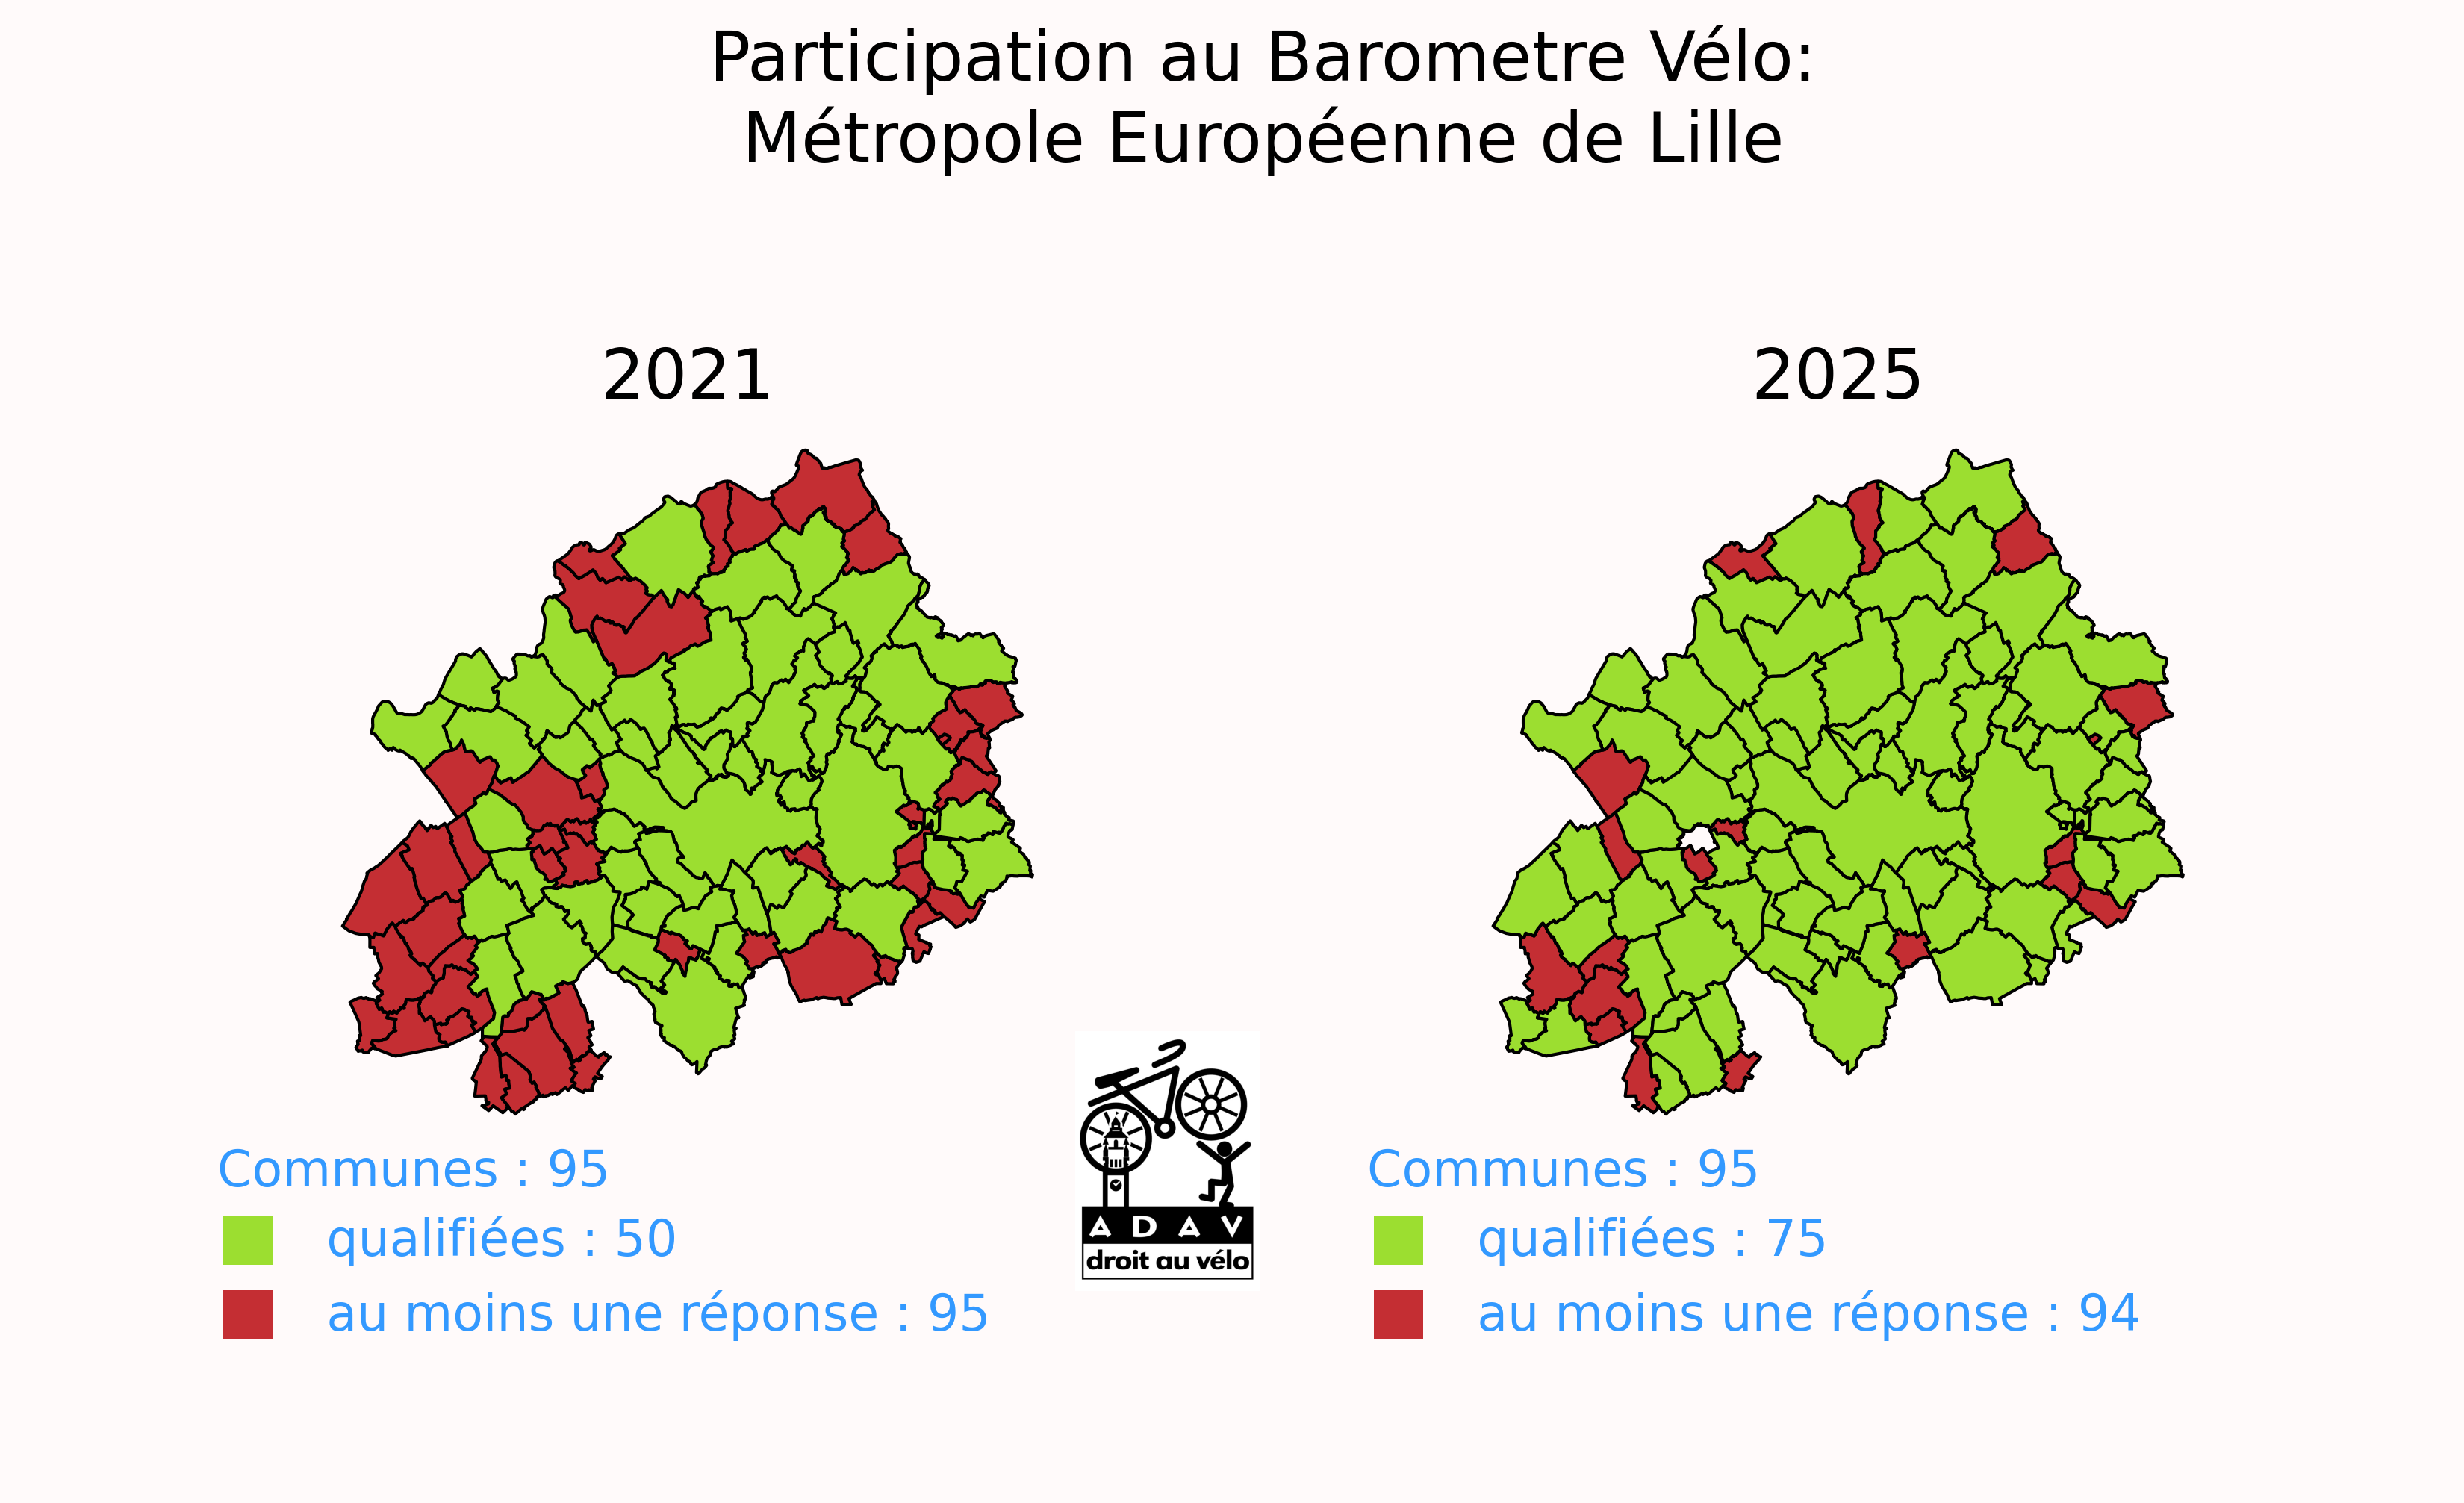 Participation au Barometre Vélo:
Métropole Européenne de Lille
2021
2025
Communes : 95
qualifiées : 50
au moins une réponse : 95
ADAV
droit au vélo
Communes : 95
qualifiées : 75
au moins une réponse : 94